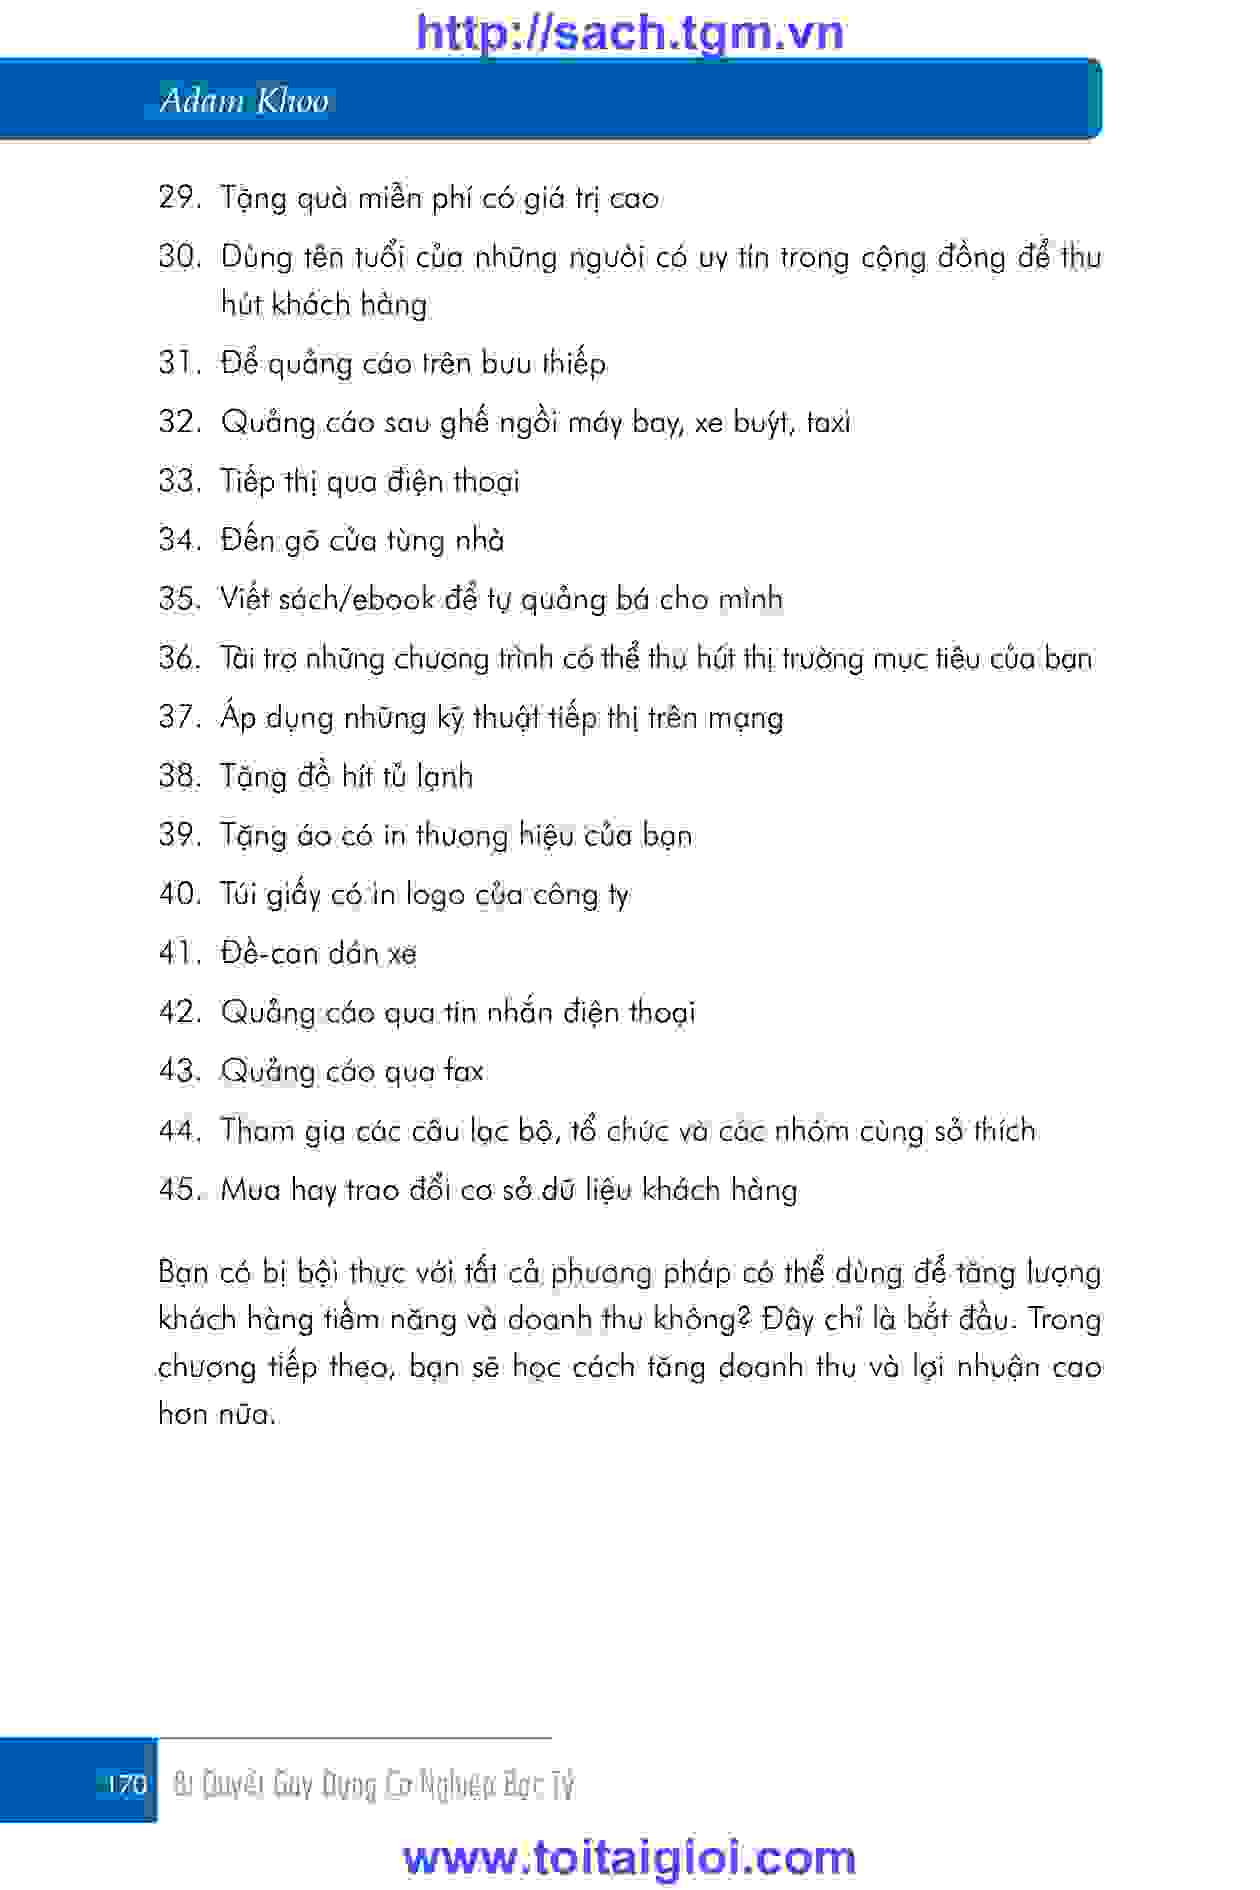 http://sach.tgm.vn
Adam Khoo
29. Tặng quà miễn phí có giá trị cao
30. Dùng tên tuổi của những người có uy tín trong cộng đồng để thu
hút khách hàng
31. Để quảng cáo trên bưu thiếp
32. Quảng cáo sau ghế ngồi máy bay, xe buýt, taxi
33. Tiếp thị qua điện thoại
34. Đến gõ cửa từng nhà
35. Viết sách/ebook để tự quảng bá cho mình
36. Tài trợ những chương trình có thể thu hút thị trường mục tiêu của bạn
37. Áp dụng những kỹ thuật tiếp thị trên mạng
38. Tặng đồ hít tủ lạnh
39. Tặng áo có in thương hiệu của bạn
40. Túi giấy có in logo của công ty
41. Đề-can dán xe
42. Quảng cáo qua tin nhắn điện thoại
43. Quảng cáo qua fax
44. Tham gia các câu lạc bộ, tổ chức và các nhóm cùng sở thích
45. Mua hay trao đổi cơ sở dữ liệu khách hàng
Bạn có bị bội thực với tất cả phương pháp có thể dùng để tăng lượng
khách hàng tiềm năng và doanh thu không? Đây chỉ là bắt đầu. Trong
chương tiếp theo, bạn sẽ học cách tăng doanh thu và lợi nhuận cao
hơn nữa.
170 Bí Quyết Gây Dựng Cơ Nghiệp Bạc Tỷ
www.toitaigioi.com